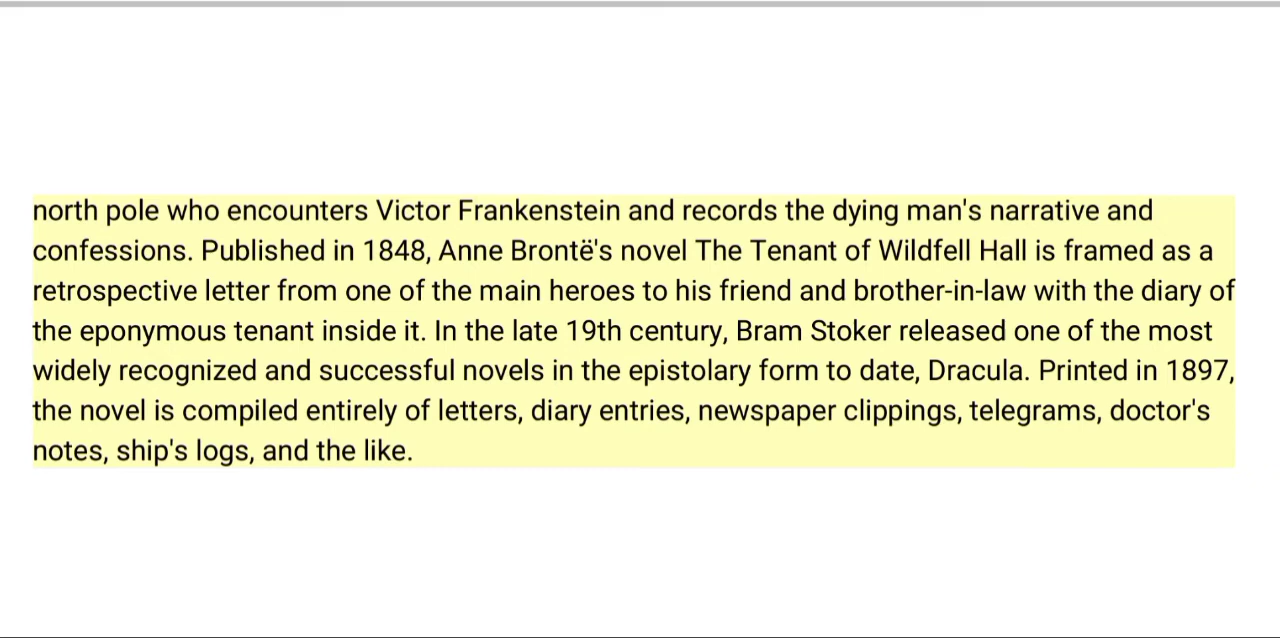 north pole who encounters Victor Frankenstein and records the dying man's narrative and
confessions. Published in 1848, Anne Brontë's novel The Tenant of Wildfell Hall is framed as a
retrospective letter from one of the main heroes to his friend and brother-in-law with the diary of
the eponymous tenant inside it. In the late 19th century, Bram Stoker released one of the most
widely recognized and successful novels in the epistolary form to date, Dracula. Printed in 1897,
the novel is compiled entirely of letters, diary entries, newspaper clippings, telegrams, doctor's
notes, ship's logs, and the like.